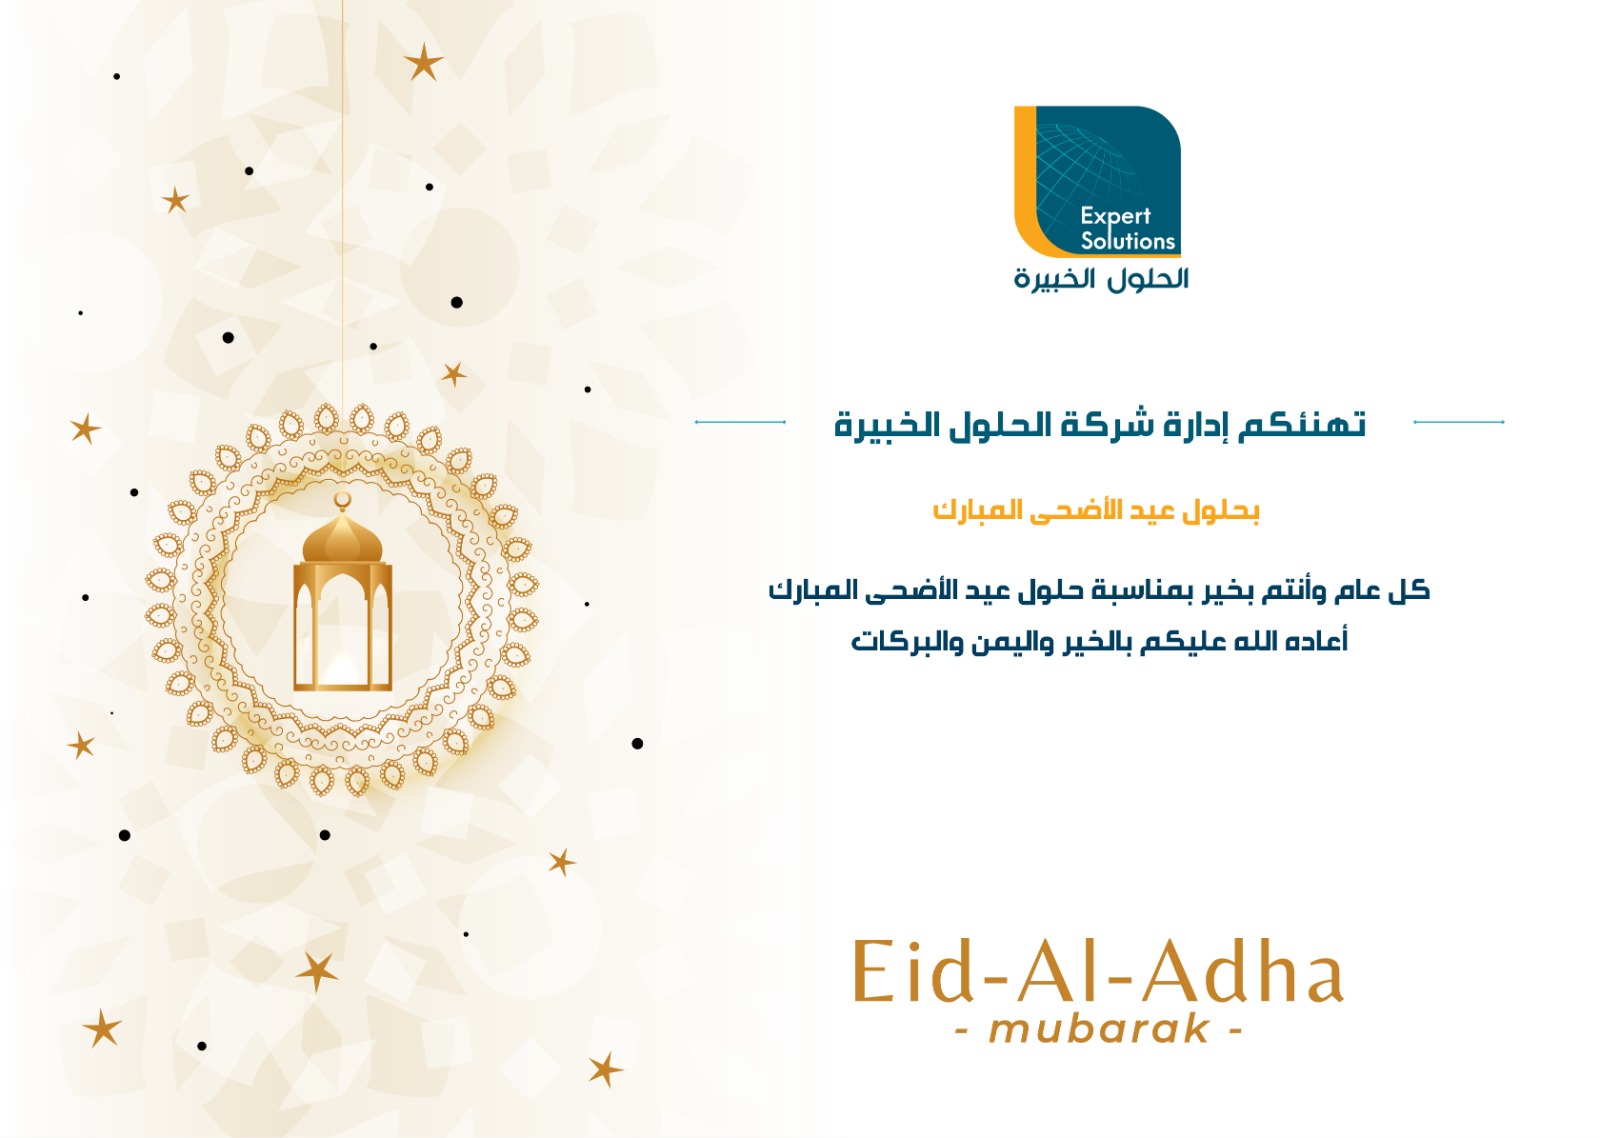 Expert
Solutions
الحلول الخبيرة
تهنئكم إدارة شركة الحلول الخبيرة
بحلول عيد الأضحى المبارك
كل عام وأنتم بخير بمناسبة حلول عيد الأضحى المبارك
أعاده الله عليكم بالخير واليمن والبركات
Eid-Al-Adha
- mubarak -